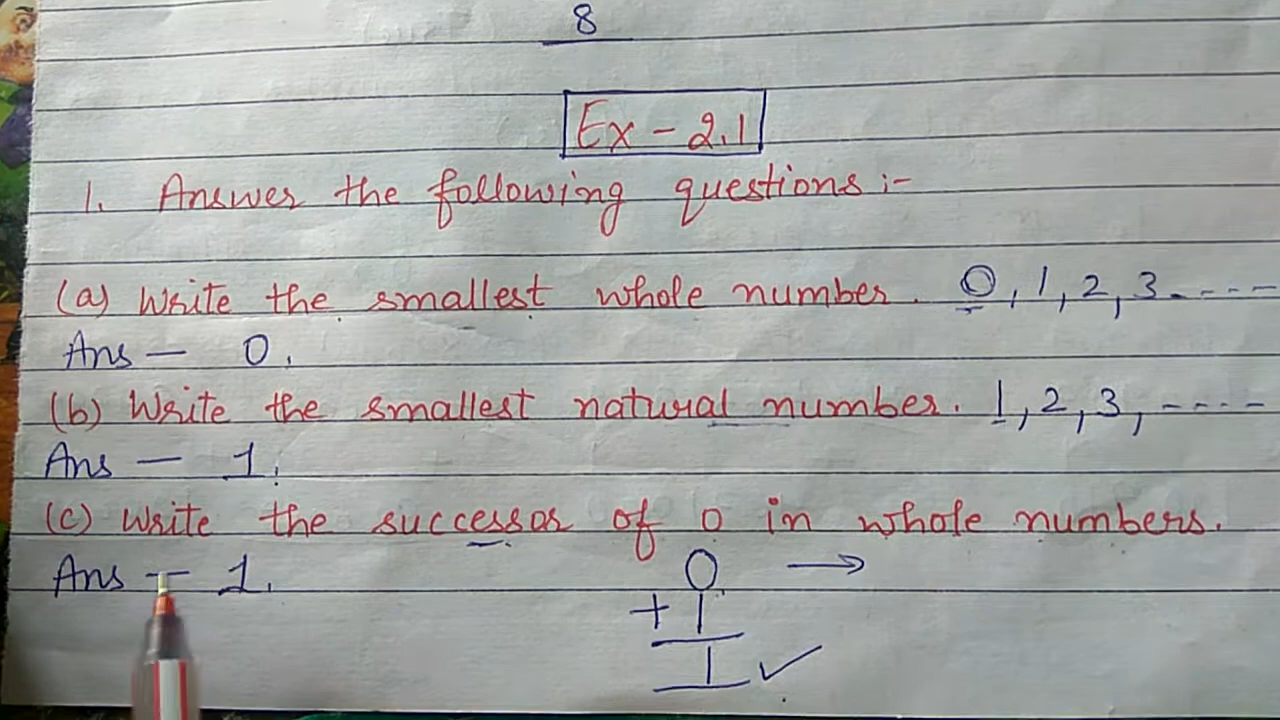 8
Ex - 2.1
1. Answer the following questions :-
(a) Write the smallest whole number. 0, 1, 2, 3 - - - -
Ans - 0.
(b) Write the smallest natural number. 1, 2, 3, - - - -
Ans - 1.
(c) Write the successor of 0 in whole numbers.
Ans - 1.
0 →
+ 1
1 ✓